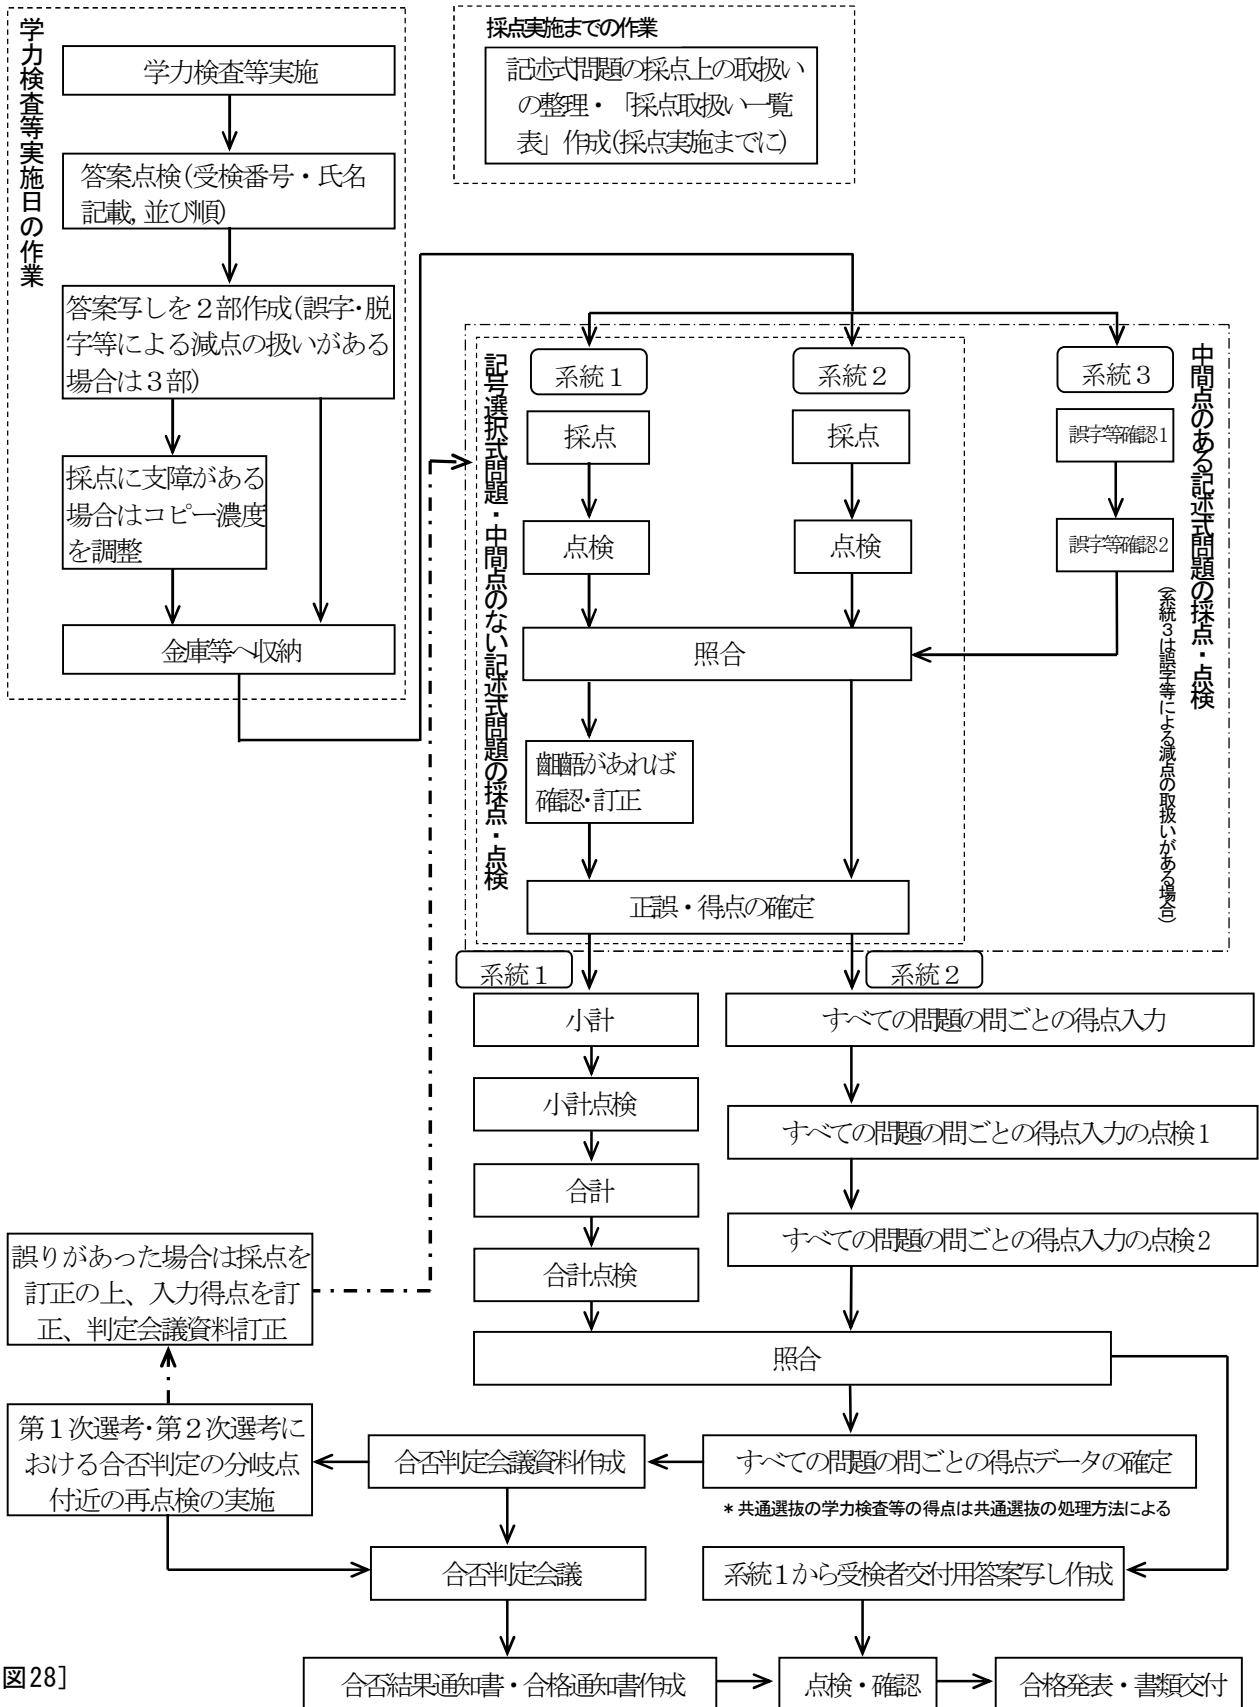 学力検査等実施日の作業
学力検査等実施
答案点検(受検番号・氏名
記載,並び順)
答案写しを２部作成(誤字・脱
字等による減点の扱いがある
場合は３部)
採点に支障がある
場合はコピー濃度
を調整
金庫等へ収納
採点実施までの作業
記述式問題の採点上の取扱い
の整理・「採点取扱い一覧
表」作成(採点実施までに)
記号選択式問題・中間点のない記述式問題の採点・点検
中間点のある記述式問題の採点・点検
(系統３は誤字等による減点の取扱いがある場合)
系統１
系統２
系統３
採点
採点
誤字等確認1
点検
点検
誤字等確認2
照合
齟齬があれば
確認・訂正
正誤・得点の確定
系統１
系統２
小計
すべての問題の問ごとの得点入力
小計点検
すべての問題の問ごとの得点入力の点検1
合計
すべての問題の問ごとの得点入力の点検2
合計点検
照合
誤りがあった場合は採点を
訂正の上、入力得点を訂
正、判定会議資料訂正
第１次選考・第２次選考に
おける合否判定の分岐点
付近の再点検の実施
合否判定会議資料作成
すべての問題の問ごとの得点データの確定
＊共通選抜の学力検査等の得点は共通選抜の処理方法による
合否判定会議
系統１から受検者交付用答案写し作成
図28]
合否結果通知書・合格通知書作成
点検・確認
合格発表・書類交付